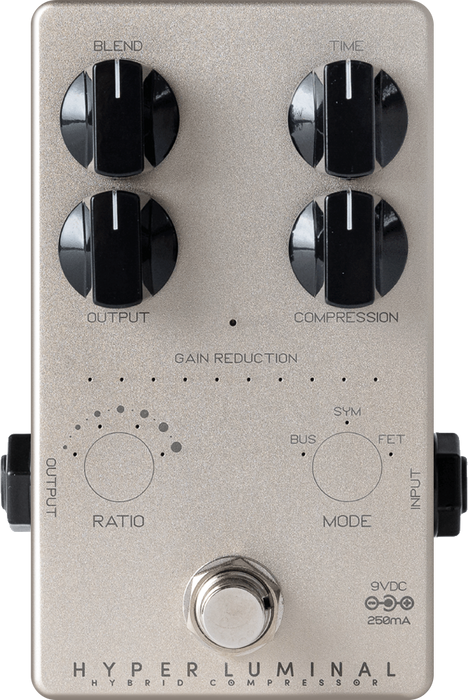 BLEND
TIME
OUTPUT
COMPRESSION
GAIN REDUCTION
SYM
BUS
FET
OUTPUT
INPUT
RATIO
MODE
9VDC
250mA
HYPER LUMINAL
HYBRID COMPRESSOR